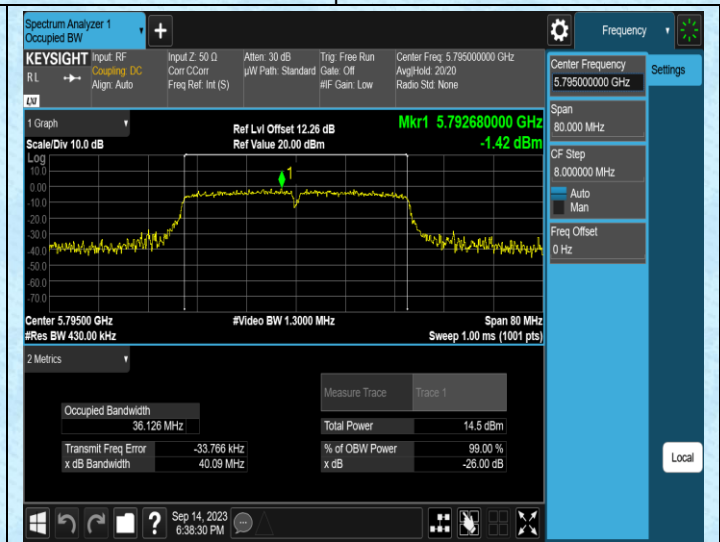 Spectrum Analyzer 1
Occupied BW
+
Frequency
KEYSIGHT
R L
LXI
Input: RF
Coupling: DC
Align: Auto
Input Z: 50 Ω
Corr CCorr
Freq Ref: Int (S)
Atten: 30 dB
µW Path: Standard
Trig: Free Run
Gate: Off
#IF Gain: Low
Center Freq: 5.795000000 GHz
Avg|Hold: 20/20
Radio Std: None
Center Frequency
5.795000000 GHz
Settings
Span
80.000 MHz
CF Step
8.000000 MHz
Auto
Man
Freq Offset
0 Hz
Local
1 Graph
Scale/Div 10.0 dB
Ref Lvl Offset 12.26 dB
Ref Value 20.00 dBm
Mkr1 5.792680000 GHz
-1.42 dBm
Log
10.0
0.00
-10.0
-20.0
-30.0
-40.0
-50.0
-60.0
-70.0
1
Center 5.79500 GHz
#Res BW 430.00 kHz
#Video BW 1.3000 MHz
Span 80 MHz
Sweep 1.00 ms (1001 pts)
2 Metrics
Measure Trace Trace 1
Occupied Bandwidth
36.126 MHz
Total Power 14.5 dBm
Transmit Freq Error -33.766 kHz
% of OBW Power 99.00 %
x dB Bandwidth 40.09 MHz
x dB -26.00 dB
?
Sep 14, 2023
6:38:30 PM